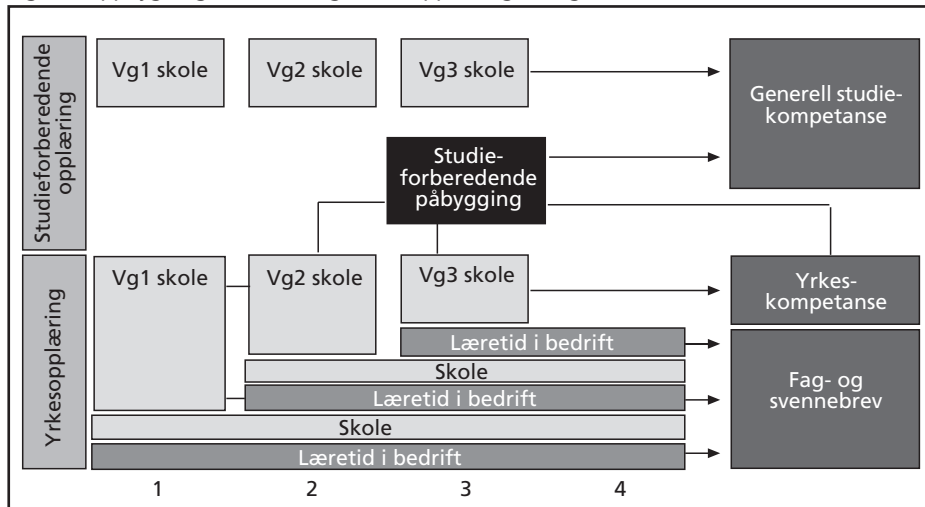 Studieforberedende
opplæring
Vg1 skole
Vg2 skole
Vg3 skole
Generell studie-
kompetanse
Studie-
forberedende
påbygging
Yrkesopplæring
Vg1 skole
Vg2 skole
Vg3 skole
Yrkes-
kompetanse
Læretid i bedrift
Skole
Læretid i bedrift
Fag- og
svennebrev
Skole
Læretid i bedrift
1 2 3 4